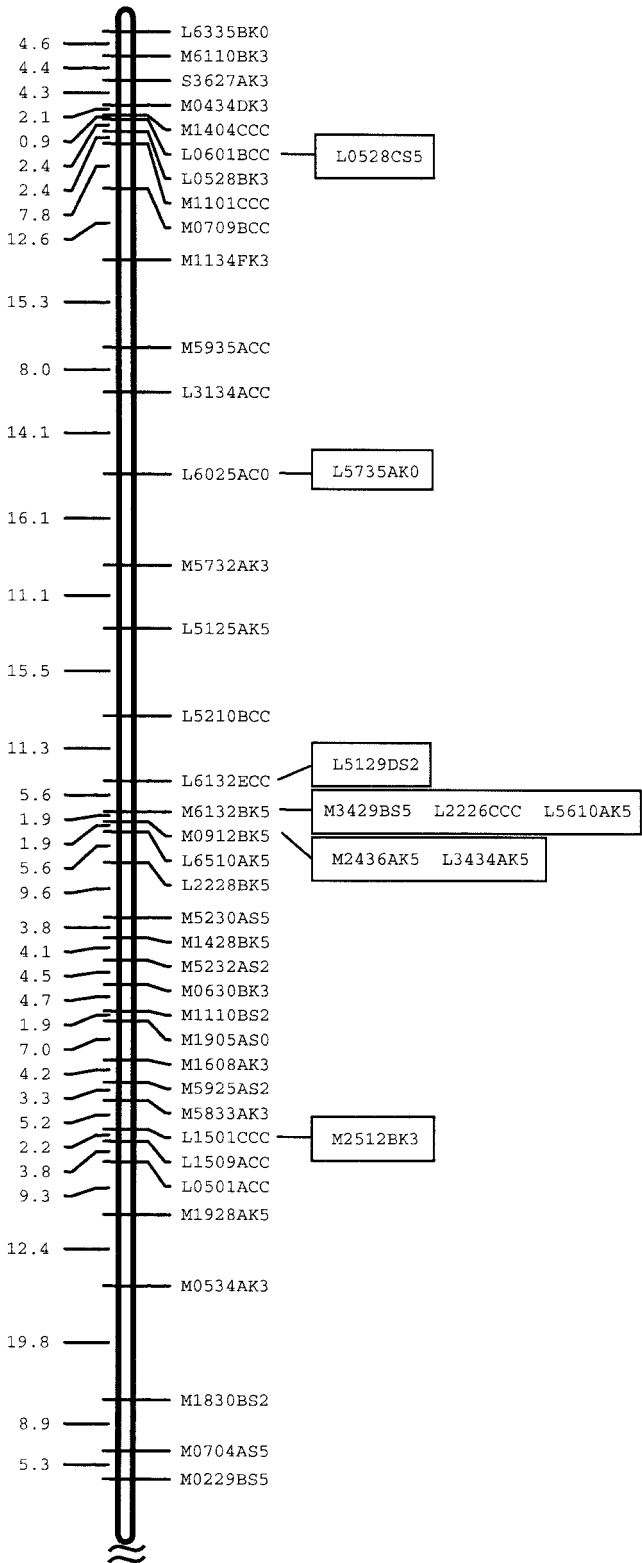 L6335BK0
4.6
M6110BK3
4.4
S3627AK3
4.3
M0434DK3
2.1
M1404CCC
0.9
L0601BCC
L0528CS5
2.4
L0528BK3
2.4
M1101CCC
7.8
M0709BCC
12.6
M1134FK3
15.3
M5935ACC
8.0
L3134ACC
14.1
L6025AC0
L5735AK0
16.1
M5732AK3
11.1
L5125AK5
15.5
L5210BCC
11.3
L5129DS2
L6132ECC
5.6
M6132BK5
M3429BS5 L2226CCC L5610AK5
1.9
M0912BK5
1.9
L6510AK5
M2436AK5 L3434AK5
5.6
L2228BK5
9.6
M5230AS5
3.8
M1428BK5
4.1
M5232AS2
4.5
M0630BK3
4.7
M1110BS2
1.9
M1905AS0
7.0
M1608AK3
4.2
M5925AS2
3.3
M5833AK3
5.2
L1501CCC
M2512BK3
2.2
L1509ACC
3.8
L0501ACC
9.3
M1928AK5
12.4
M0534AK3
19.8
M1830BS2
8.9
M0704AS5
5.3
M0229BS5